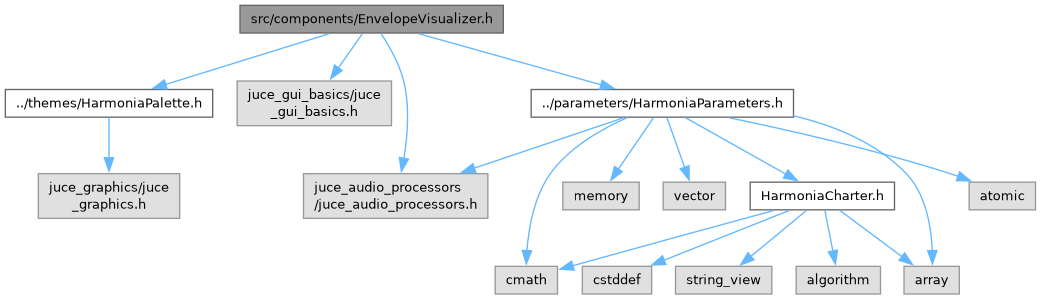 src/components/EnvelopeVisualizer.h
../themes/HarmoniaPalette.h
juce_gui_basics/juce
_gui_basics.h
../parameters/HarmoniaParameters.h
juce_graphics/juce
_graphics.h
juce_audio_processors
/juce_audio_processors.h
memory
vector
HarmoniaCharter.h
atomic
cmath
cstddef
string_view
algorithm
array